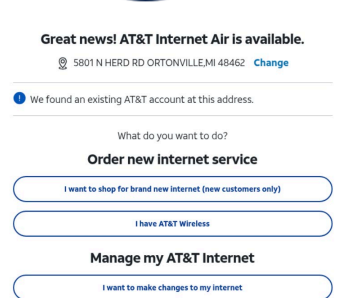 Great news! AT&T Internet Air is available.
5801 N HERD RD ORTONVILLE,MI 48462 Change
We found an existing AT&T account at this address.
What do you want to do?
Order new internet service
I want to shop for brand new internet (new customers only)
I have AT&T Wireless
Manage my AT&T Internet
I want to make changes to my internet